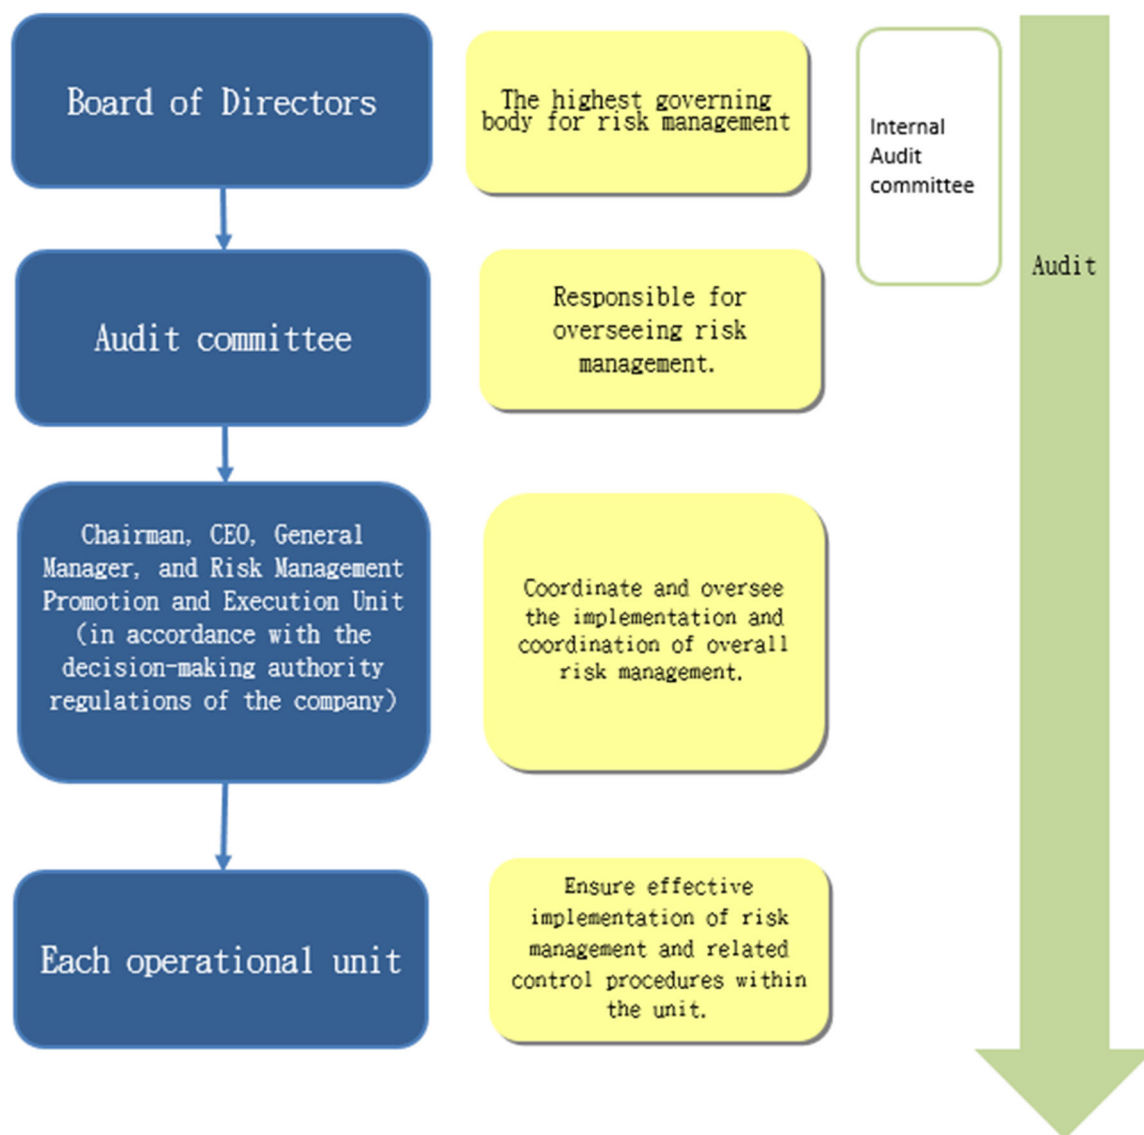 Board of Directors
The highest governing
body for risk management
Internal
Audit
committee
Audit
Audit committee
Responsible for
overseeing risk
management.
Chairman, CEO, General
Manager, and Risk Management
Promotion and Execution Unit
(in accordance with the
decision-making authority
regulations of the company)
Coordinate and oversee
the implementation and
coordination of overall
risk management.
Each operational unit
Ensure effective
implementation of risk
management and related
control procedures within
the unit.